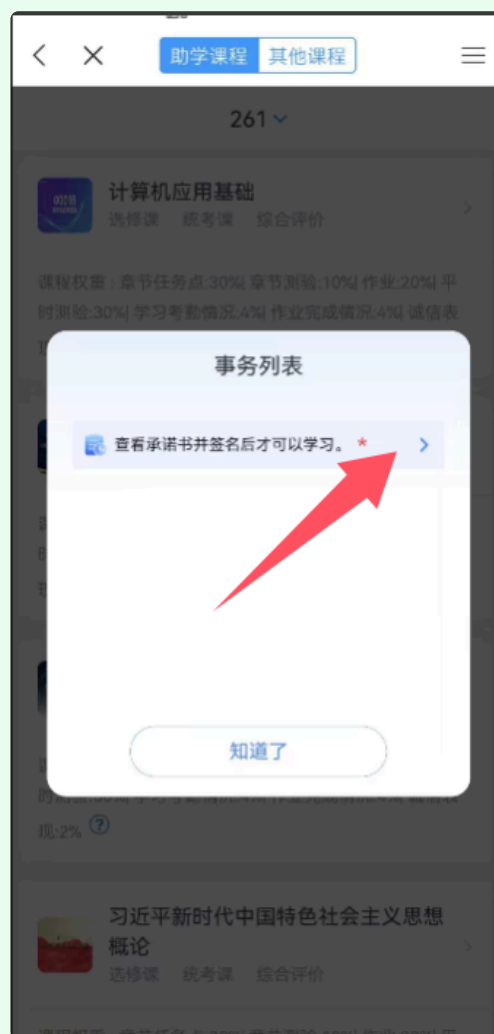 助学课程 其他课程
261
计算机应用基础
选修课 统考课 综合评价
课程权重：章节任务点:30%| 章节测验:10%| 作业:20%| 平
时测验:30%| 学习考勤情况:4%| 作业完成情况:4%| 诚信表
事务列表
查看承诺书并签名后才可以学习。 *
知道了
现:2% ?
习近平新时代中国特色社会主义思想
概论
选修课 统考课 综合评价